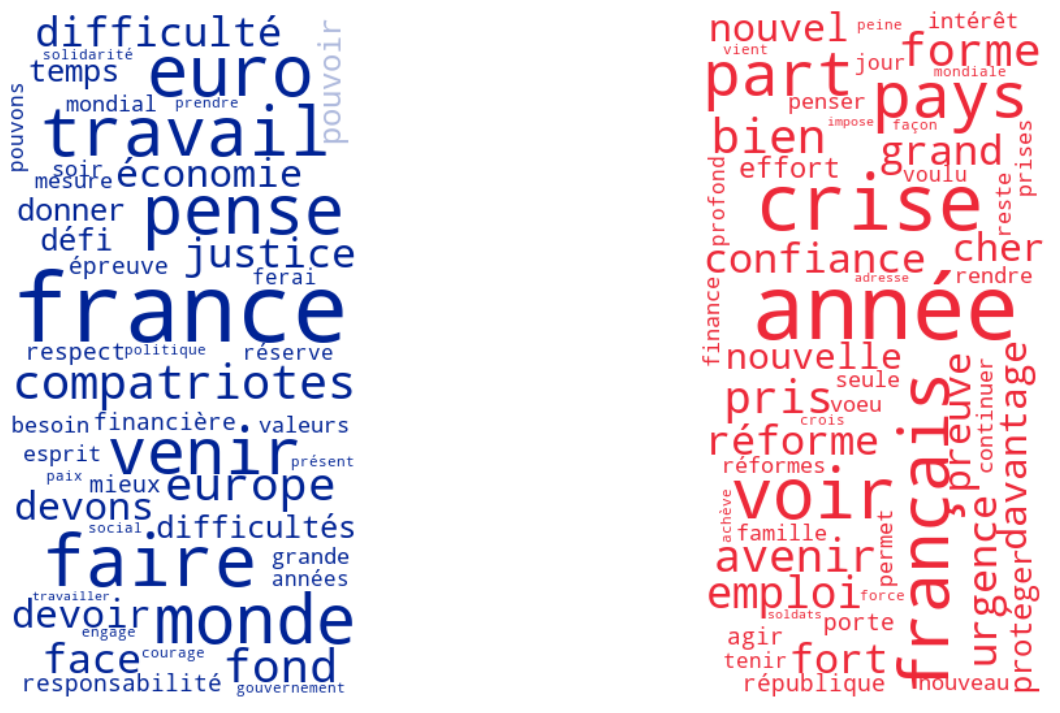 difficulté
solidarité
temps
euro
pouvoir
mondial
prendre
pouvons
travail
soir
mesure
économie
donner
pense
défi
justice
épreuve
ferai
france
respect
politique
réserve
compatriotes
besoin
financière
valeurs
esprit
venir
présent
paix
mieux
europe
devons
social
difficultés
faire
grande
années
travailler
devoir
monde
engage
face
courage
fond
responsabilité
gouvernement
nouvel
peine
intérêt
vient
forme
part
jour
mondiale
penser
pays
bien
impose
façon
prises
grand
effort
voulu
profond
crise
reste
cher
confiance
adresse
rendre
finance
année
nouvelle
seule
pris
voeu
crois
français
preuve
continuer
davantage
réforme
réformes
voir
achève
famille
permet
avenir
urgence
emploi
force
soldats
porte
protéger
agir
tenir
fort
république
nouveau